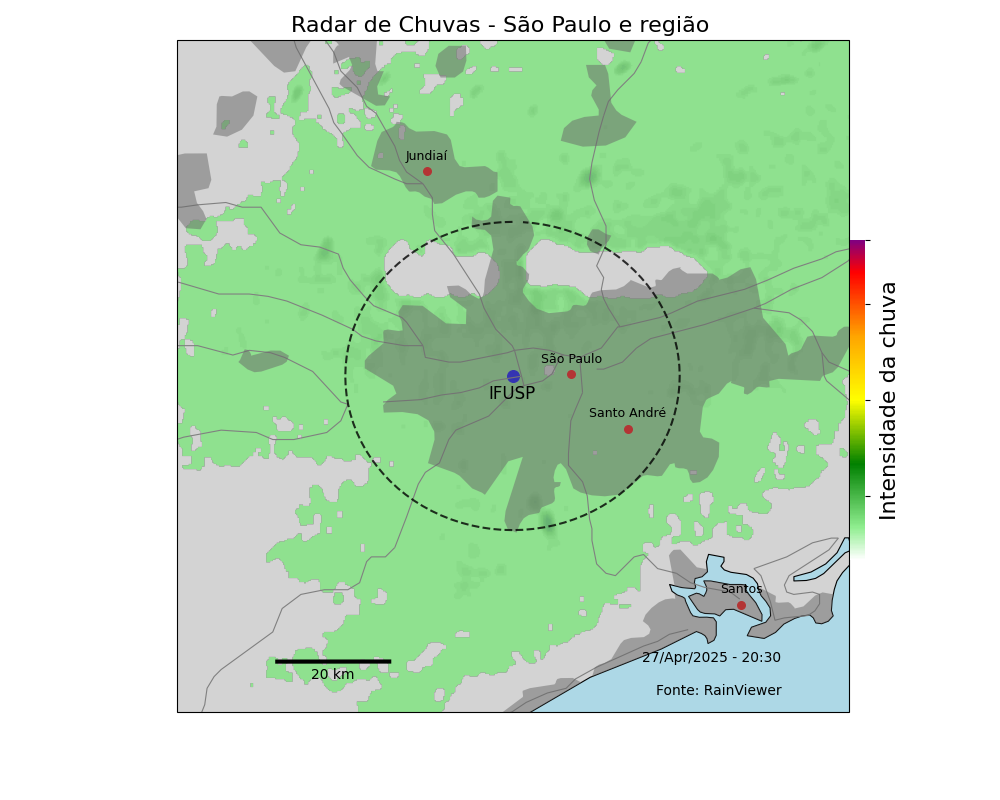 Radar de Chuvas - São Paulo e região
Jundiaí
São Paulo
IFUSP
Santo André
Intensidade da chuva
Santos
27/Apr/2025 - 20:30
20 km
Fonte: RainViewer